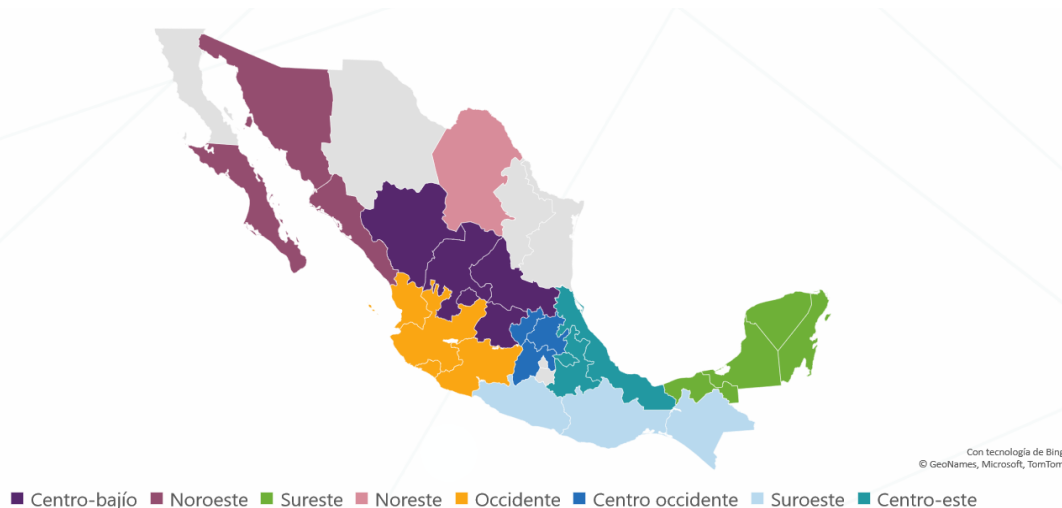 Con tecnología de Bing
© GeoNames, Microsoft, TomTom
Centro-bajío Noroeste Sureste Noreste Occidente Centro occidente Suroeste Centro-este